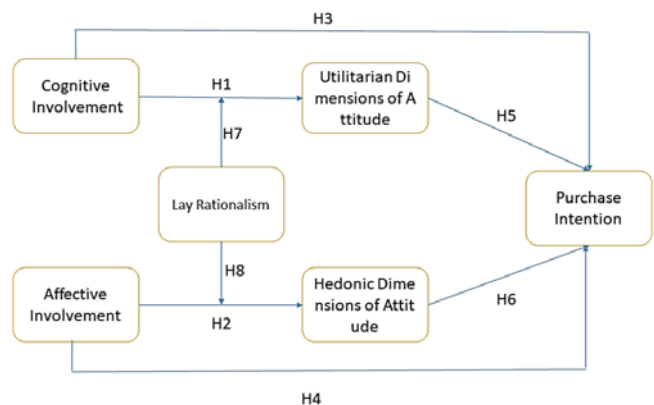 H3
Cognitive
Involvement
H1
Utilitarian Di
mensions of A
ttitude
H5
H7
Lay Rationalism
Purchase
Intention
H8
Affective
Involvement
H2
Hedonic Dime
nsions of Attit
ude
H6
H4